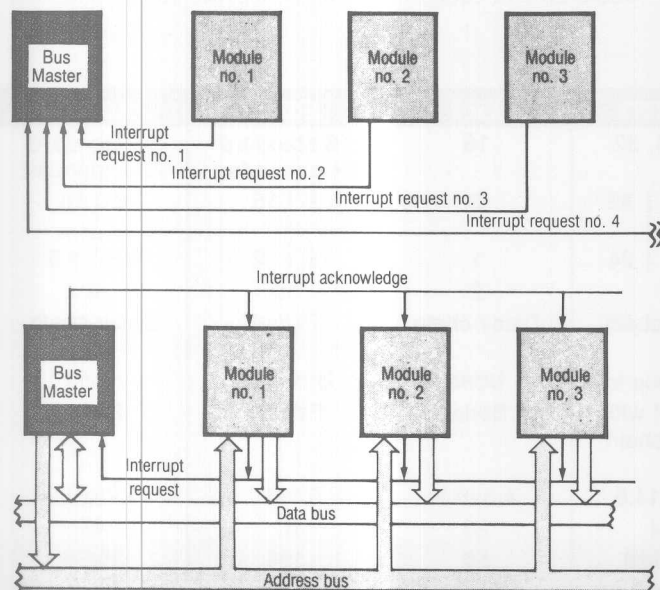 Bus
Master
Module
no. 1
Module
no. 2
Module
no. 3
Interrupt
request no. 1
Interrupt request no. 2
Interrupt request no. 3
Interrupt request no. 4
Interrupt acknowledge
Bus
Master
Module
no. 1
Module
no. 2
Module
no. 3
Interrupt
request
Data bus
Address bus